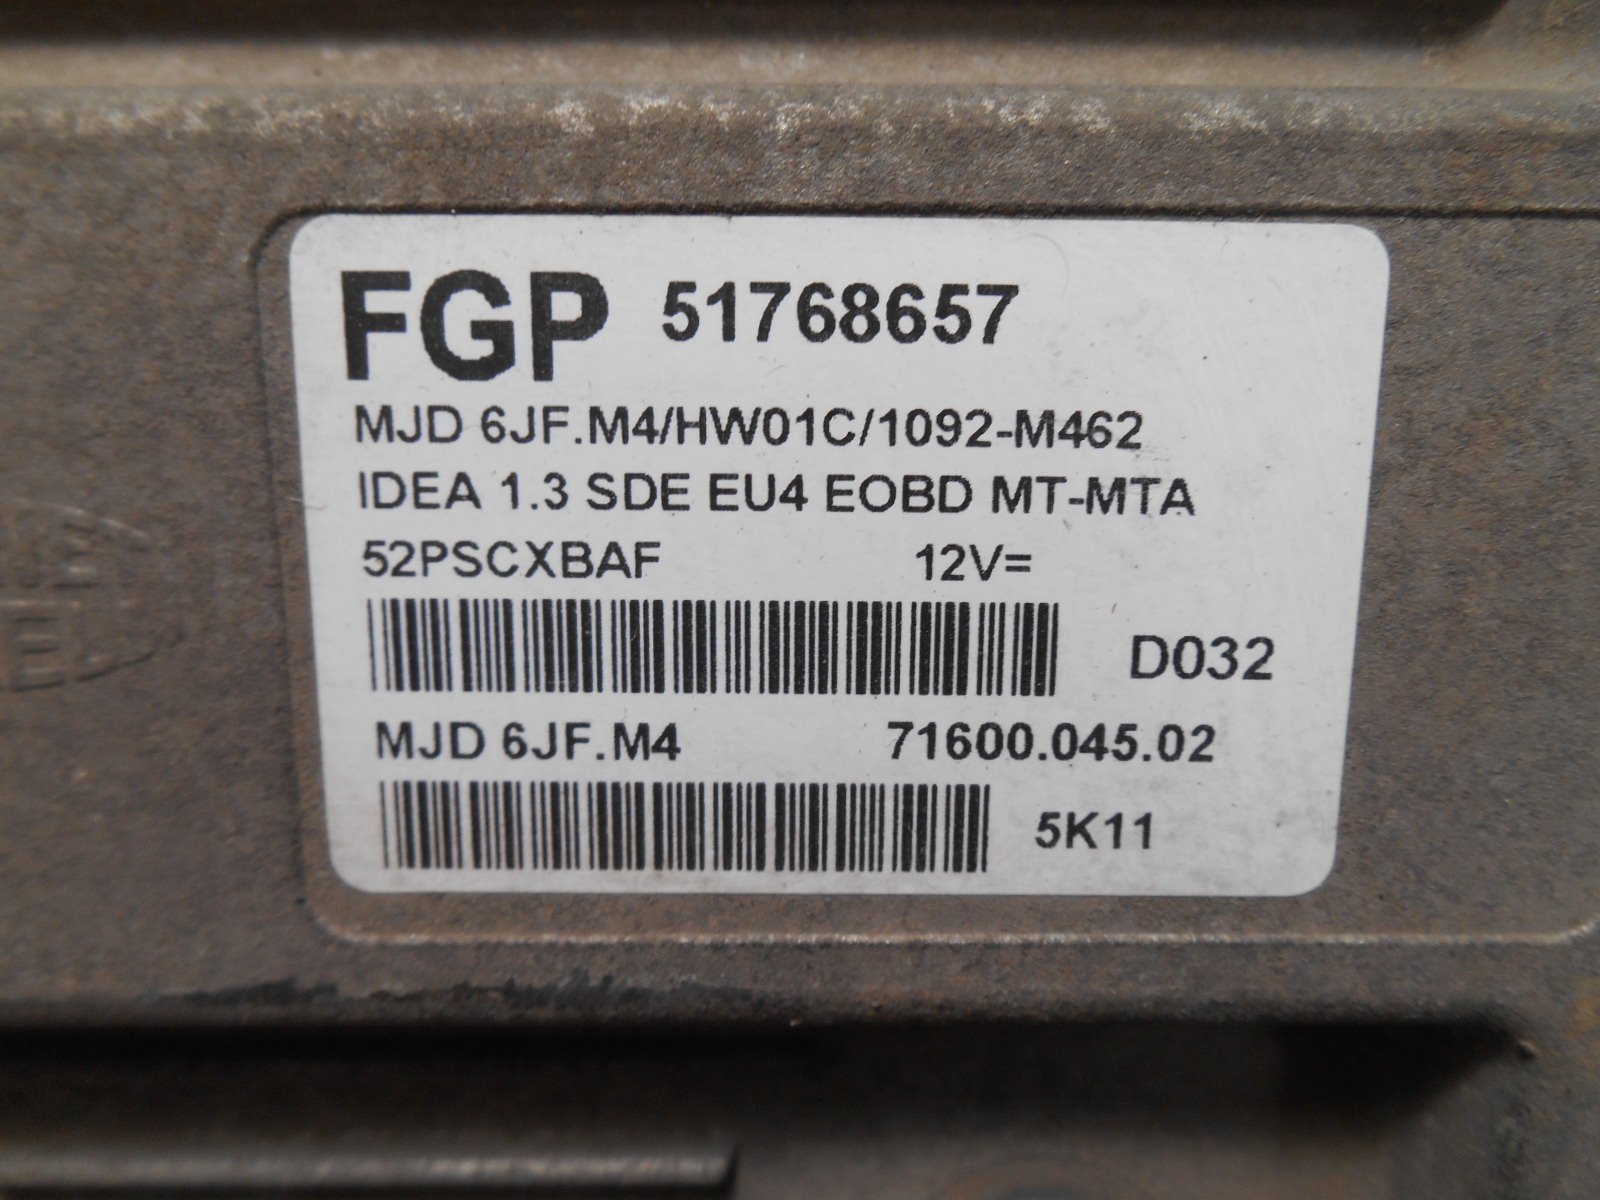 FGP 51768657
MJD 6JF.M4/HW01C/1092-M462
IDEA 1.3 SDE EU4 EOBD MT-MTA
52PSCXBAF 12V=
D032
MJD 6JF.M4 71600.045.02
5K11